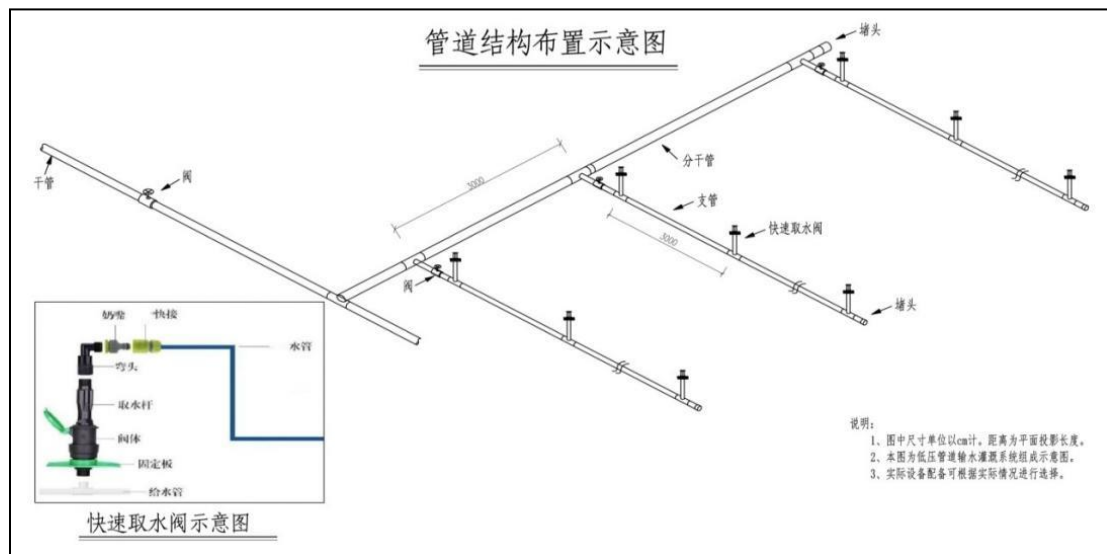 管道结构布置示意图
堵头
干管
阀
3000
分干管
支管
快速取水阀
3000
阀
堵头
奶嘴
快接
水管
弯头
取水杆
阀体
固定板
给水管
快速取水阀示意图
说明:
1、图中尺寸单位以cm计。距离为平面投影长度。
2、本图为低压管道输水灌溉系统组成示意图。
3、实际设备配备可根据实际情况进行选择。